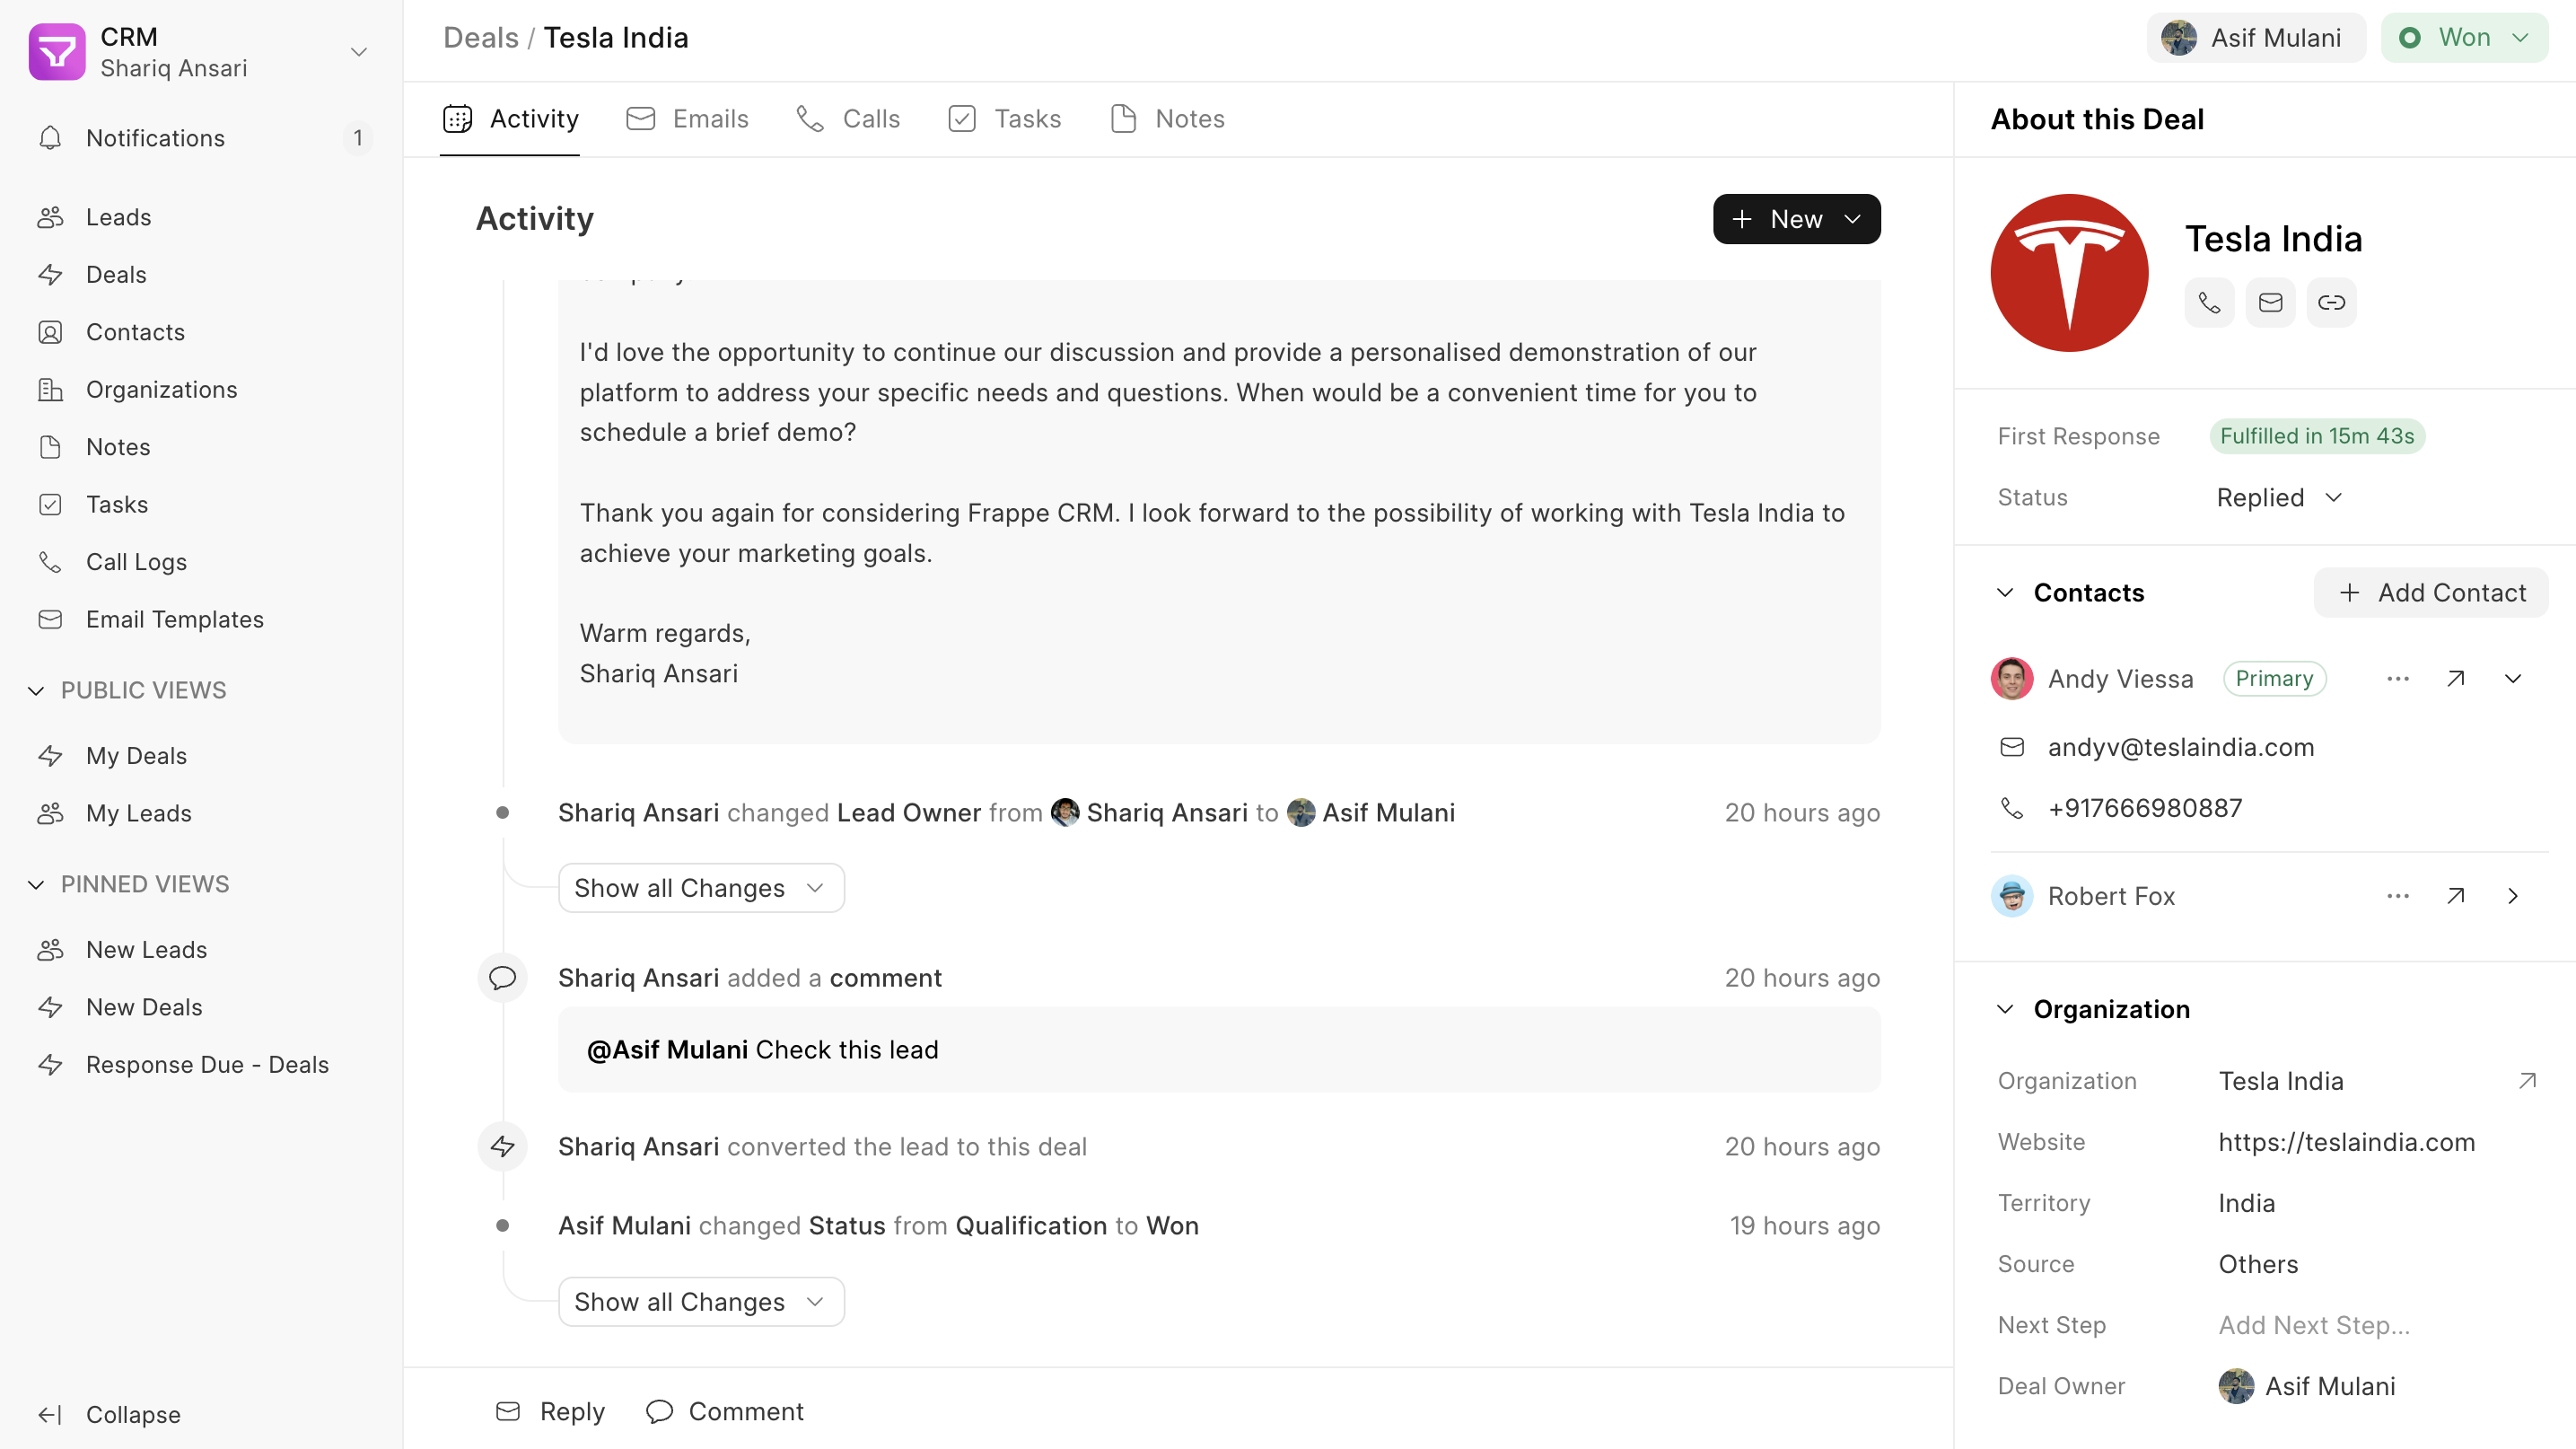 CRM
Shariq Ansari
Notifications 1
Leads
Deals
Contacts
Organizations
Notes
Tasks
Call Logs
Email Templates
PUBLIC VIEWS
My Deals
My Leads
PINNED VIEWS
New Leads
New Deals
Response Due - Deals
Collapse
Deals / Tesla India
Asif Mulani
Won
Activity Emails Calls Tasks Notes
Activity
New
I'd love the opportunity to continue our discussion and provide a personalised demonstration of our
platform to address your specific needs and questions. When would be a convenient time for you to
schedule a brief demo?
Thank you again for considering Frappe CRM. I look forward to the possibility of working with Tesla India to
achieve your marketing goals.
Warm regards,
Shariq Ansari
Shariq Ansari changed Lead Owner from Shariq Ansari to Asif Mulani 20 hours ago
Show all Changes
Shariq Ansari added a comment 20 hours ago
@Asif Mulani Check this lead
Shariq Ansari converted the lead to this deal 20 hours ago
Asif Mulani changed Status from Qualification to Won 19 hours ago
Show all Changes
Reply Comment
About this Deal
Tesla India
First Response Fulfilled in 15m 43s
Status Replied
Contacts Add Contact
Andy Viessa Primary
andyv@teslaindia.com
+917666980887
Robert Fox
Organization
Organization Tesla India
Website https://teslaindia.com
Territory India
Source Others
Next Step Add Next Step...
Deal Owner Asif Mulani